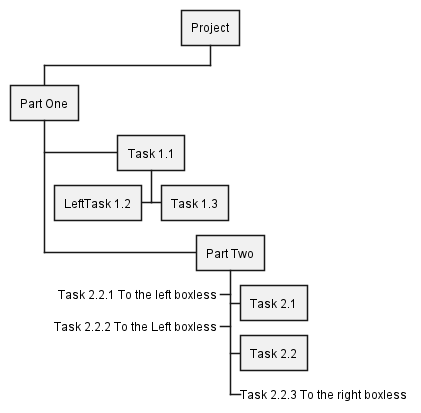 Project
Part One
Task 1.1
LeftTask 1.2
Task 1.3
Part Two
Task 2.2.1 To the left boxless
Task 2.1
Task 2.2.2 To the Left boxless
Task 2.2
Task 2.2.3 To the right boxless